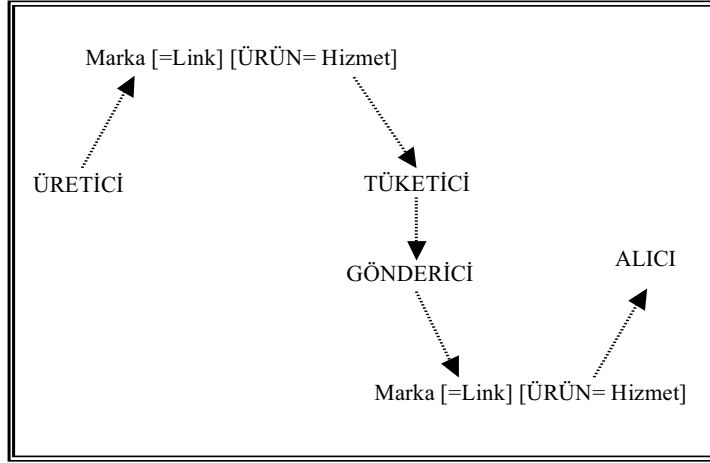 Marka [=Link] [ÜRÜN= Hizmet]
ÜRETİCİ
TÜKETİCİ
GÖNDERİCİ
ALICI
Marka [=Link] [ÜRÜN= Hizmet]